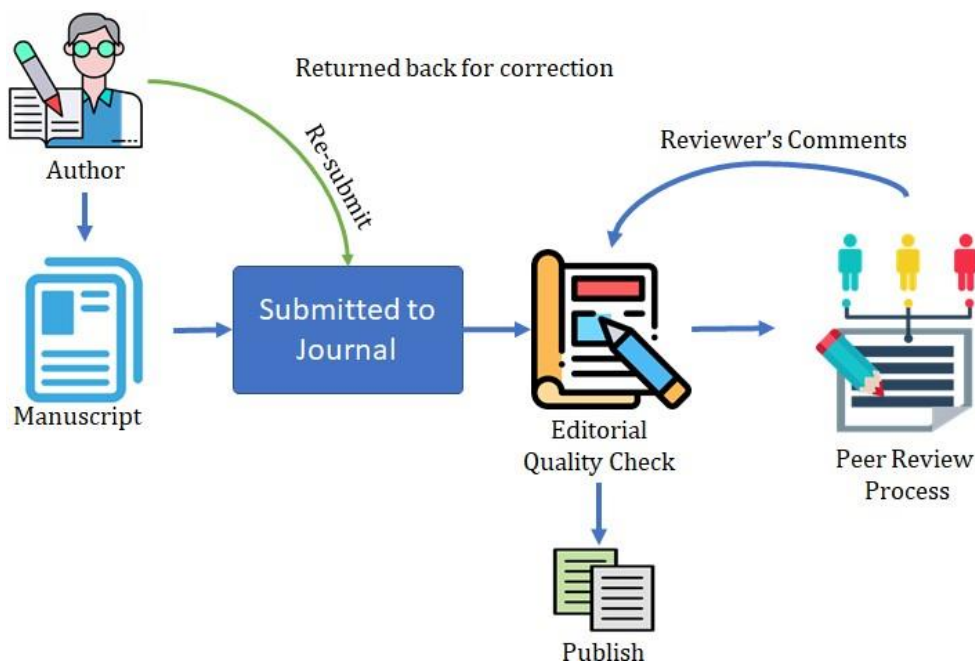 Returned back for correction
Re-submit
Reviewer's Comments
Author
Submitted to
Journal
Manuscript
Editorial
Quality Check
Peer Review
Process
Publish